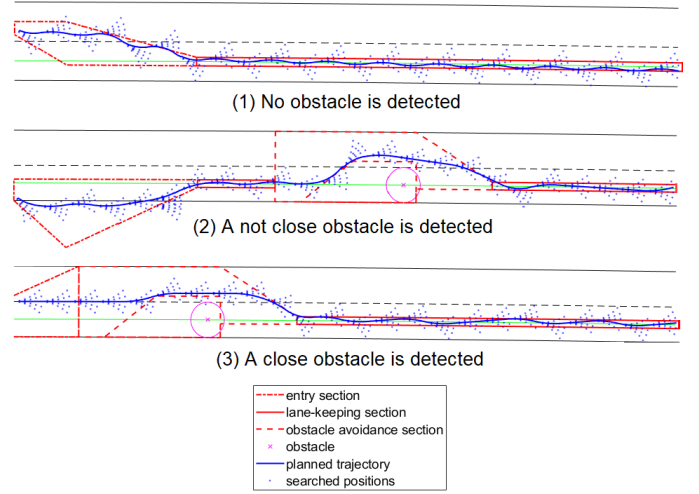 (1) No obstacle is detected
(2) A not close obstacle is detected
(3) A close obstacle is detected
entry section
lane-keeping section
obstacle avoidance section
obstacle
planned trajectory
searched positions